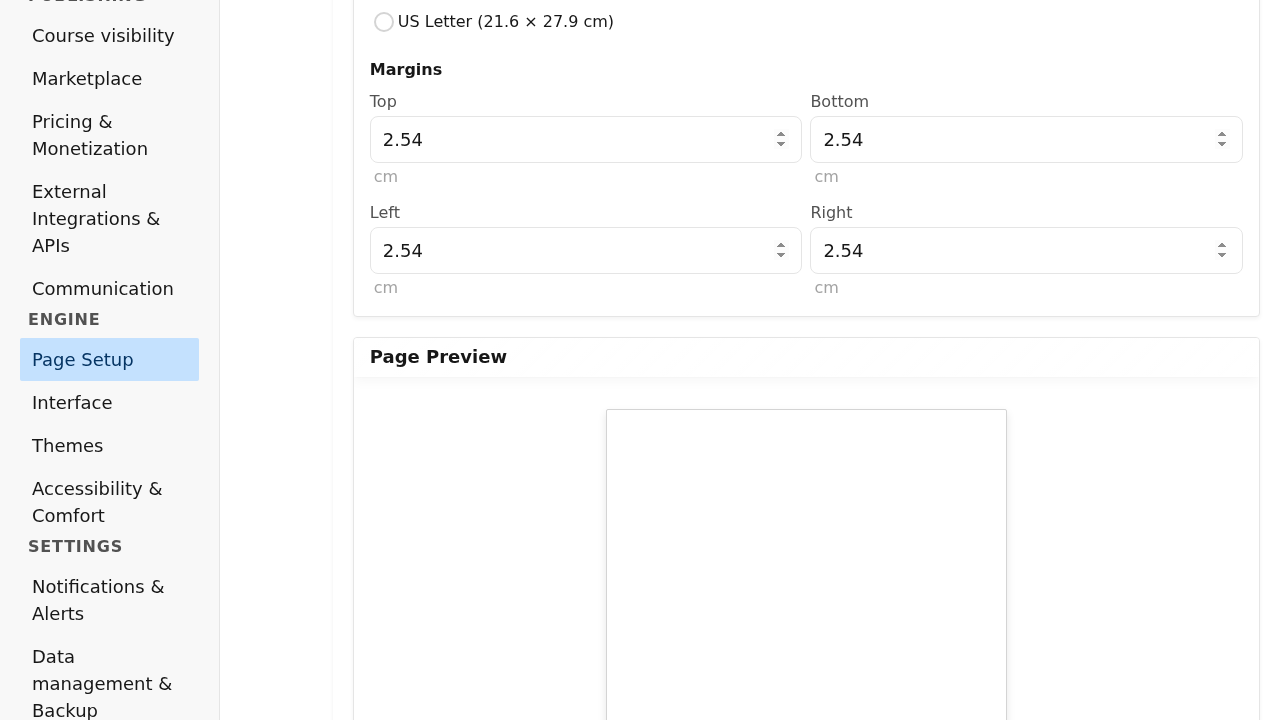 PUBLISHING
Course visibility
Marketplace
Pricing &
Monetization
External
Integrations &
APIs
Communication
ENGINE
Page Setup
Interface
Themes
Accessibility &
Comfort
SETTINGS
Notifications &
Alerts
Data
management &
Backup
US Letter (21.6 × 27.9 cm)
Margins
Top
Bottom
2.54
2.54
cm
cm
Left
Right
2.54
2.54
cm
cm
Page Preview